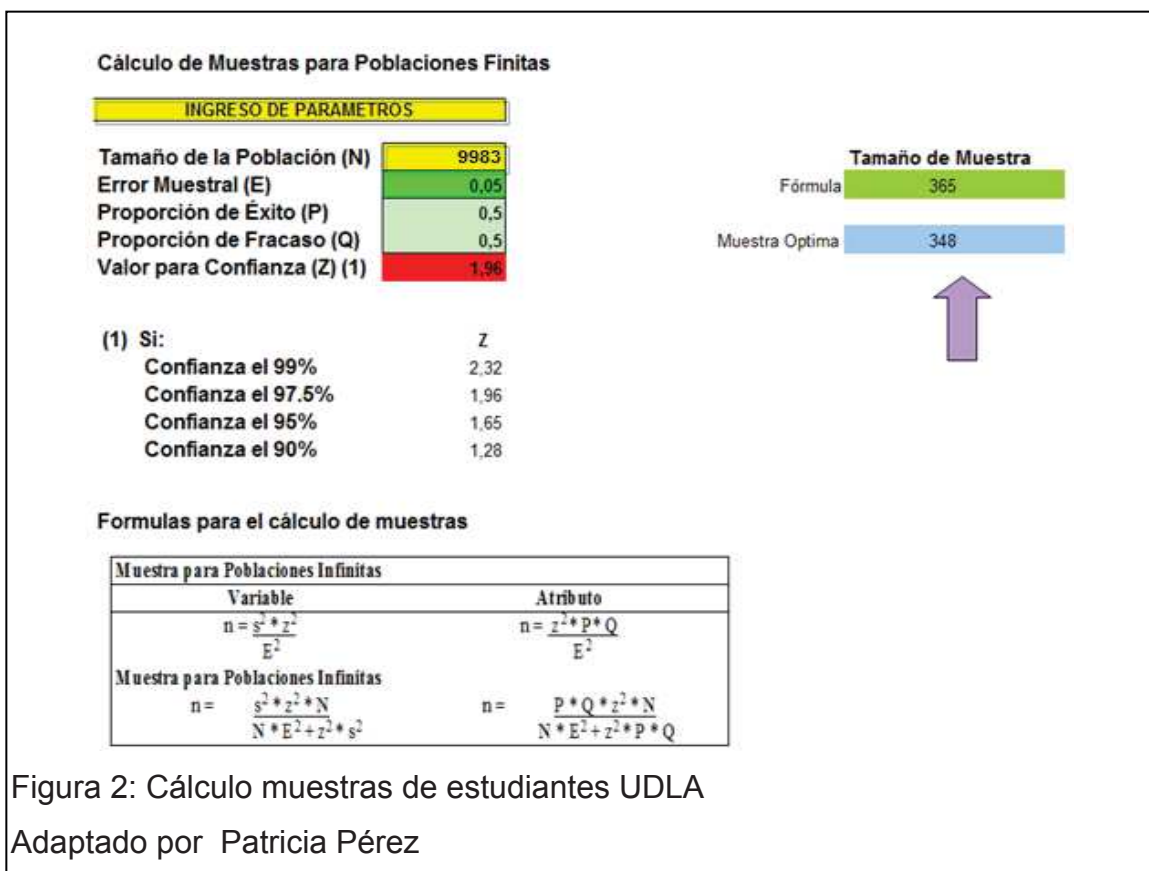 Cálculo de Muestras para Poblaciones Finitas
INGRESO DE PARAMETROS
Tamaño de la Población (N) 9983
Error Muestral (E) 0,05
Proporción de Éxito (P) 0,5
Proporción de Fracaso (Q) 0,5
Valor para Confianza (Z) (1) 1,96
Tamaño de Muestra
Fórmula 365
Muestra Optima 348
(1) Si: Z
Confianza el 99% 2,32
Confianza el 97.5% 1,96
Confianza el 95% 1,65
Confianza el 90% 1,28
Formulas para el cálculo de muestras
Muestra para Poblaciones Infinitas
Variable Atributo
n = s² * z² n = z² * P * Q
E² E²
Muestra para Poblaciones Infinitas
n = s² * z² * N n = P * Q * z² * N
N * E² + z² * s² N * E² + z² * P * Q
Figura 2: Cálculo muestras de estudiantes UDLA
Adaptado por Patricia Pérez